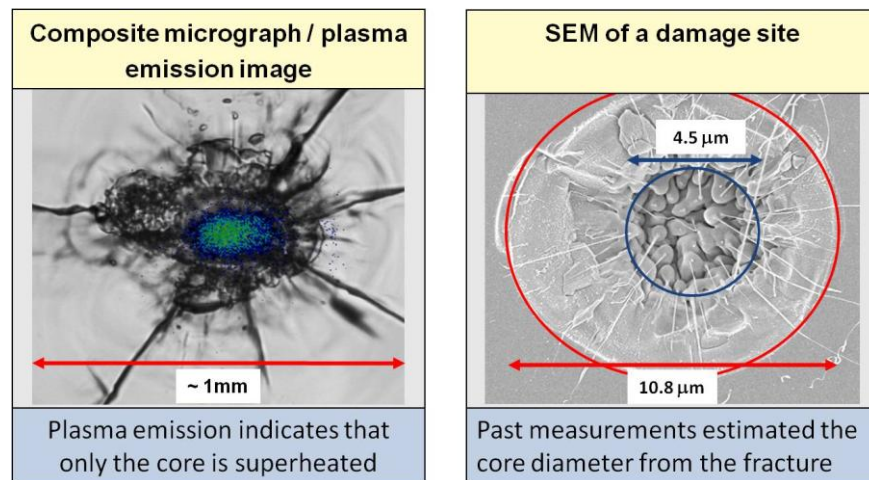 Composite micrograph / plasma
emission image
~ 1mm
Plasma emission indicates that
only the core is superheated
SEM of a damage site
4.5 μm
10.8 μm
Past measurements estimated the
core diameter from the fracture